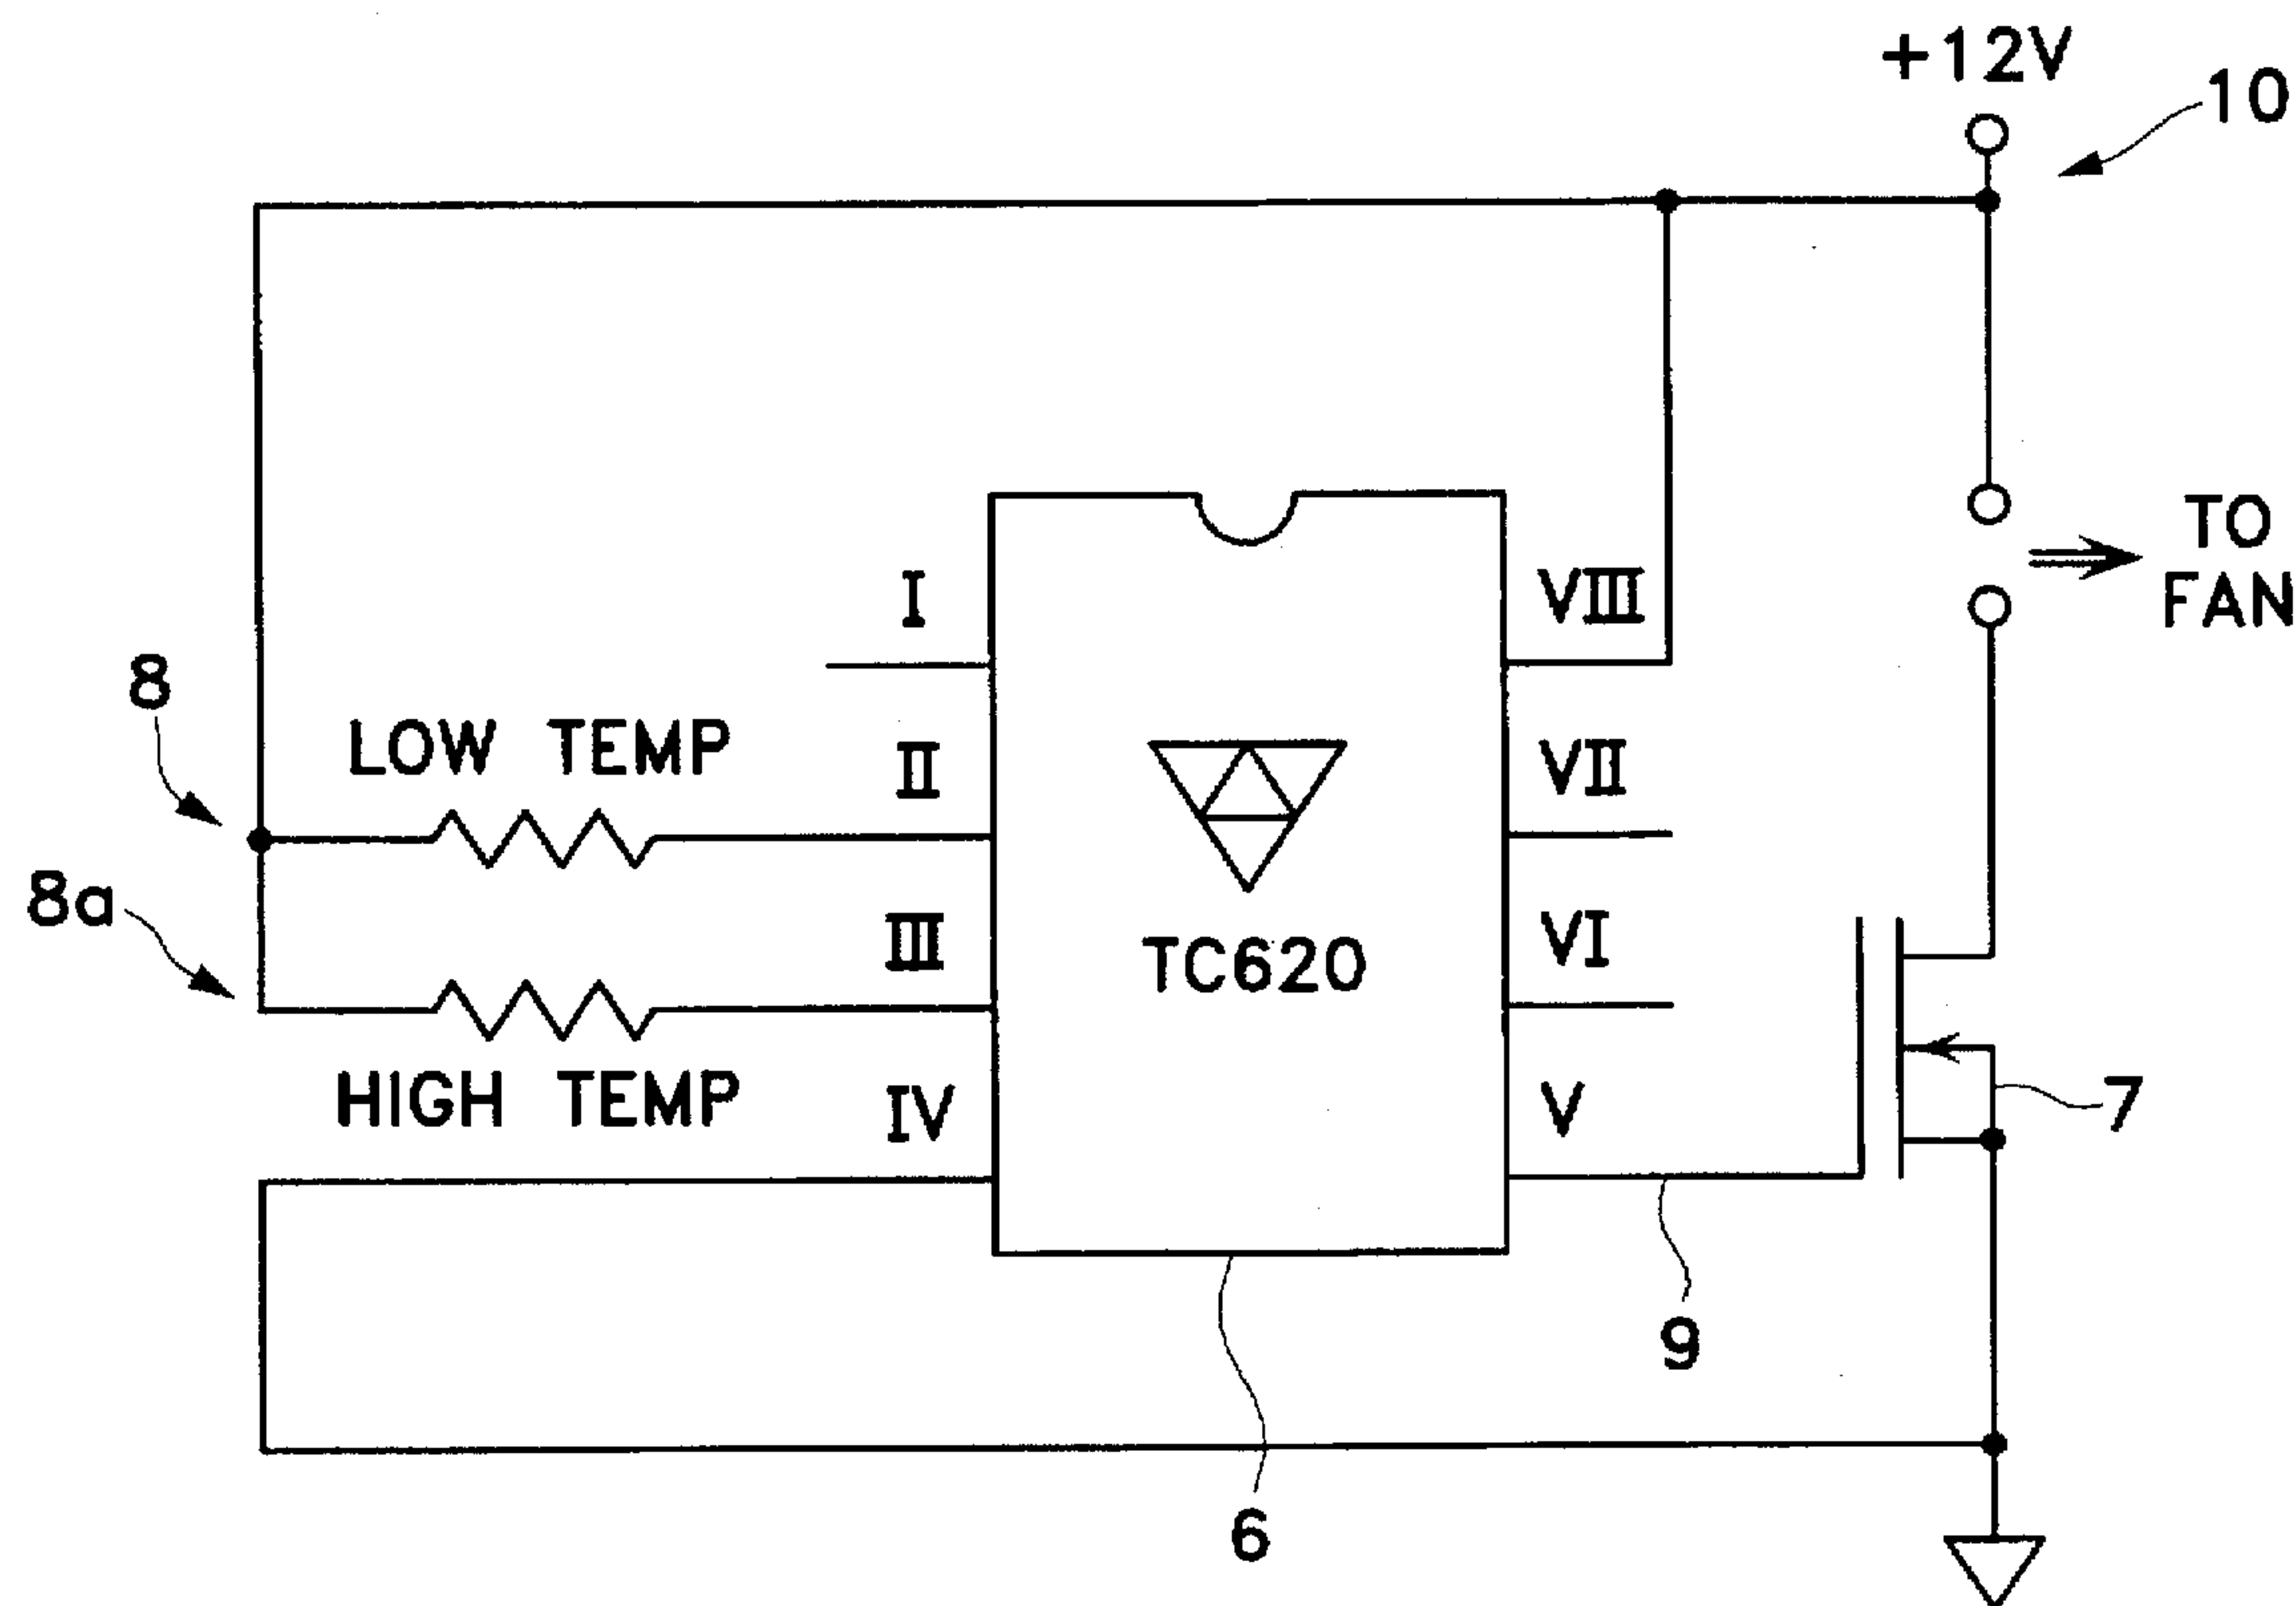 +12V
10
TO
FAN
I
VIII
8
LOW TEMP
II
VII
8a
III
TC620
VI
HIGH TEMP
IV
V
7
9
6